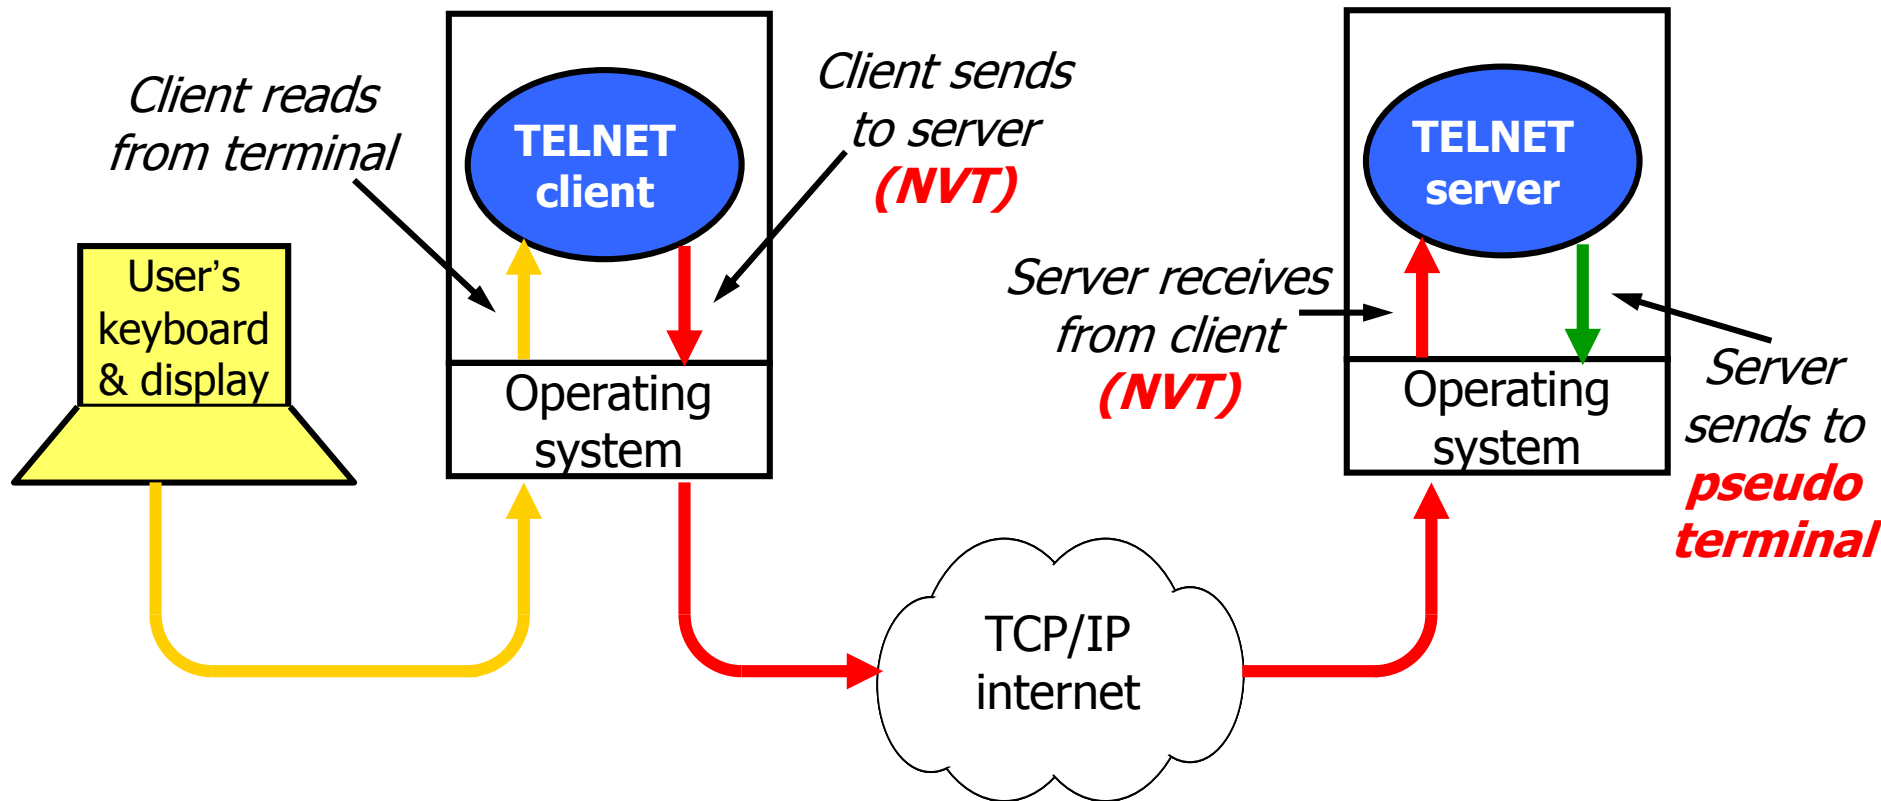 Client reads
from terminal
TELNET
client
Client sends
to server
(NVT)
TELNET
server
User’s
keyboard
& display
Server receives
from client
(NVT)
Operating
system
Operating
system
Server
sends to
pseudo
terminal
TCP/IP
internet